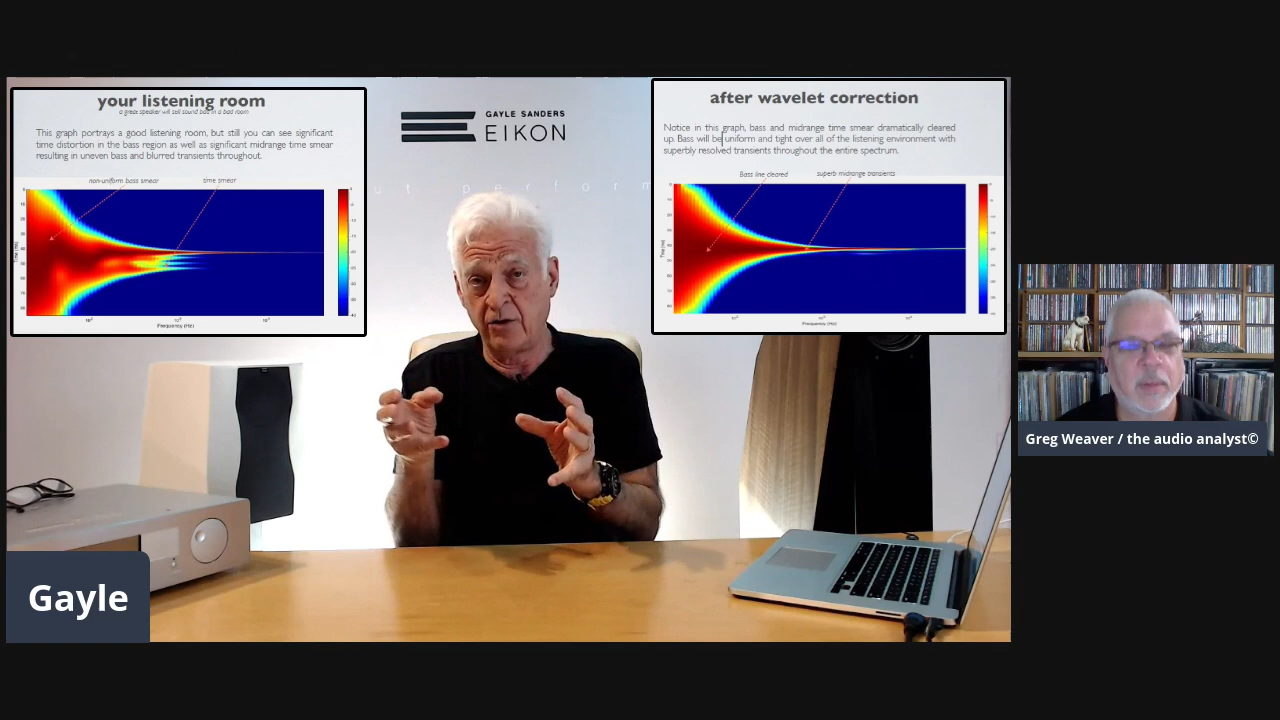 your listening room
a great speaker will still sound bad in a bad room
This graph portrays a good listening room, but still you can see significant
time distortion in the bass region as well as significant midrange time smear
resulting in uneven bass and blurred transients throughout.
non-uniform bass smear
time smear
Frequency (Hz)
GAYLE SANDERS
EIKON
ut perform
after wavelet correction
Notice in this graph, bass and midrange time smear dramatically cleared
up. Bass will be uniform and tight over all of the listening environment with
superbly resolved transients throughout the entire spectrum.
Bass line cleared
superb midrange transients
Frequency (Hz)
Gayle
Greg Weaver / the audio analyst©